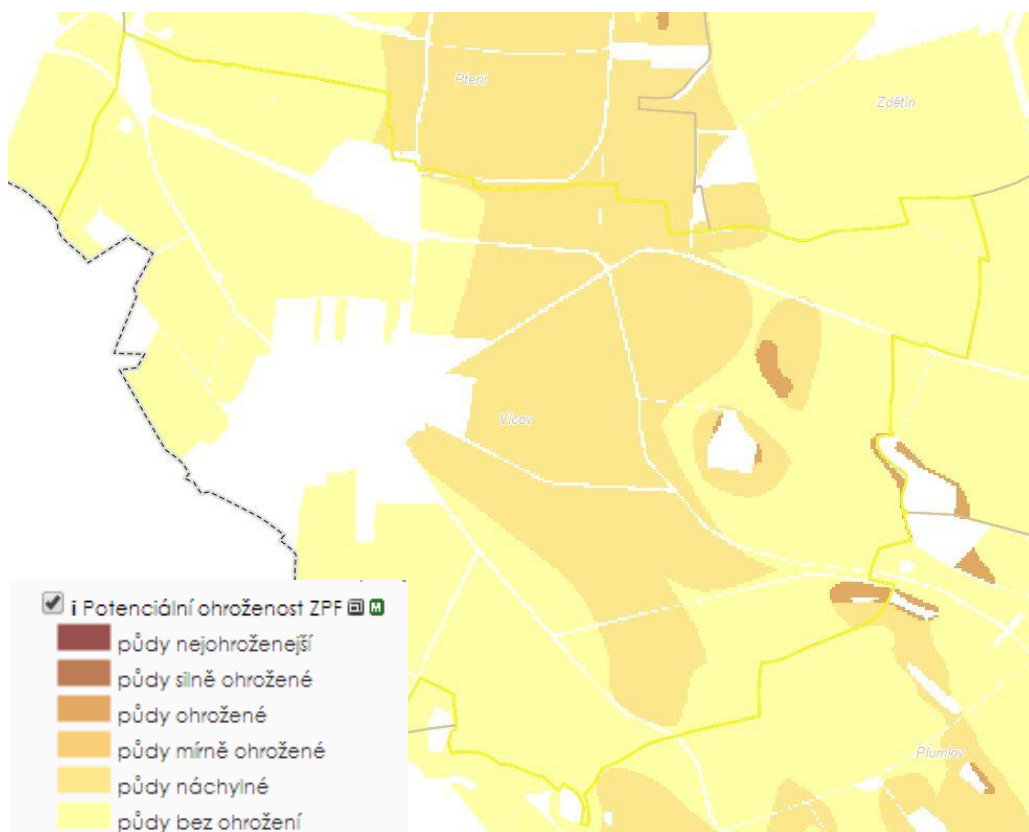 Ptení
Zdětín
Vícov
Plumlov
i Potenciální ohroženost ZPF M
půdy nejohroženější
půdy silně ohrožené
půdy ohrožené
půdy mírně ohrožené
půdy náchylné
půdy bez ohrožení